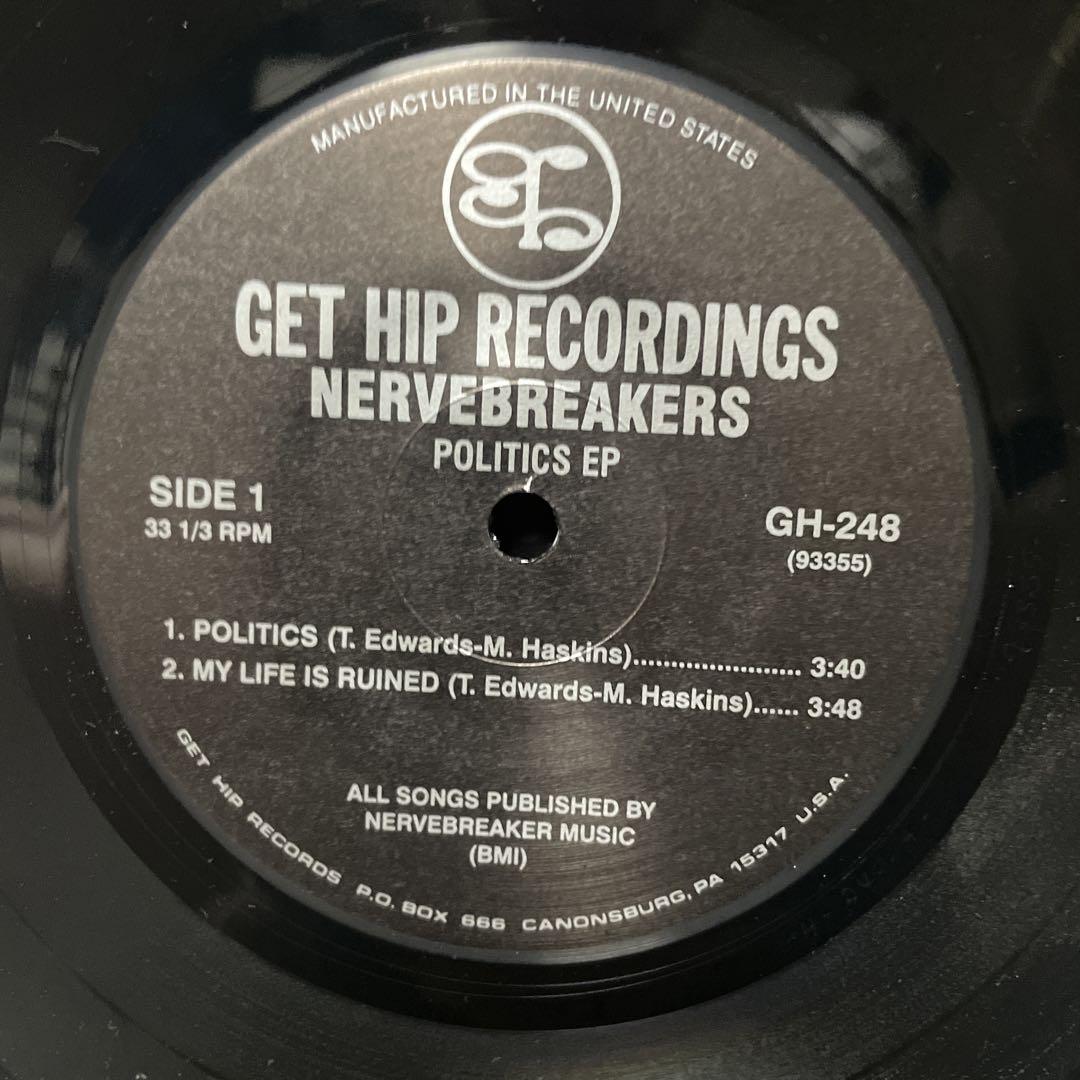 MANUFACTURED IN THE UNITED STATES
gh
GET HIP RECORDINGS
NERVEBREAKERS
POLITICS EP
SIDE 1
33 1/3 RPM
GH-248
(93355)
1. POLITICS (T. Edwards-M. Haskins)....................... 3:40
2. MY LIFE IS RUINED (T. Edwards-M. Haskins)...... 3:48
ALL SONGS PUBLISHED BY
NERVEBREAKER MUSIC
(BMI)
GET HIP RECORDS P.O. BOX 666 CANONSBURG, PA 15317 U.S.A.